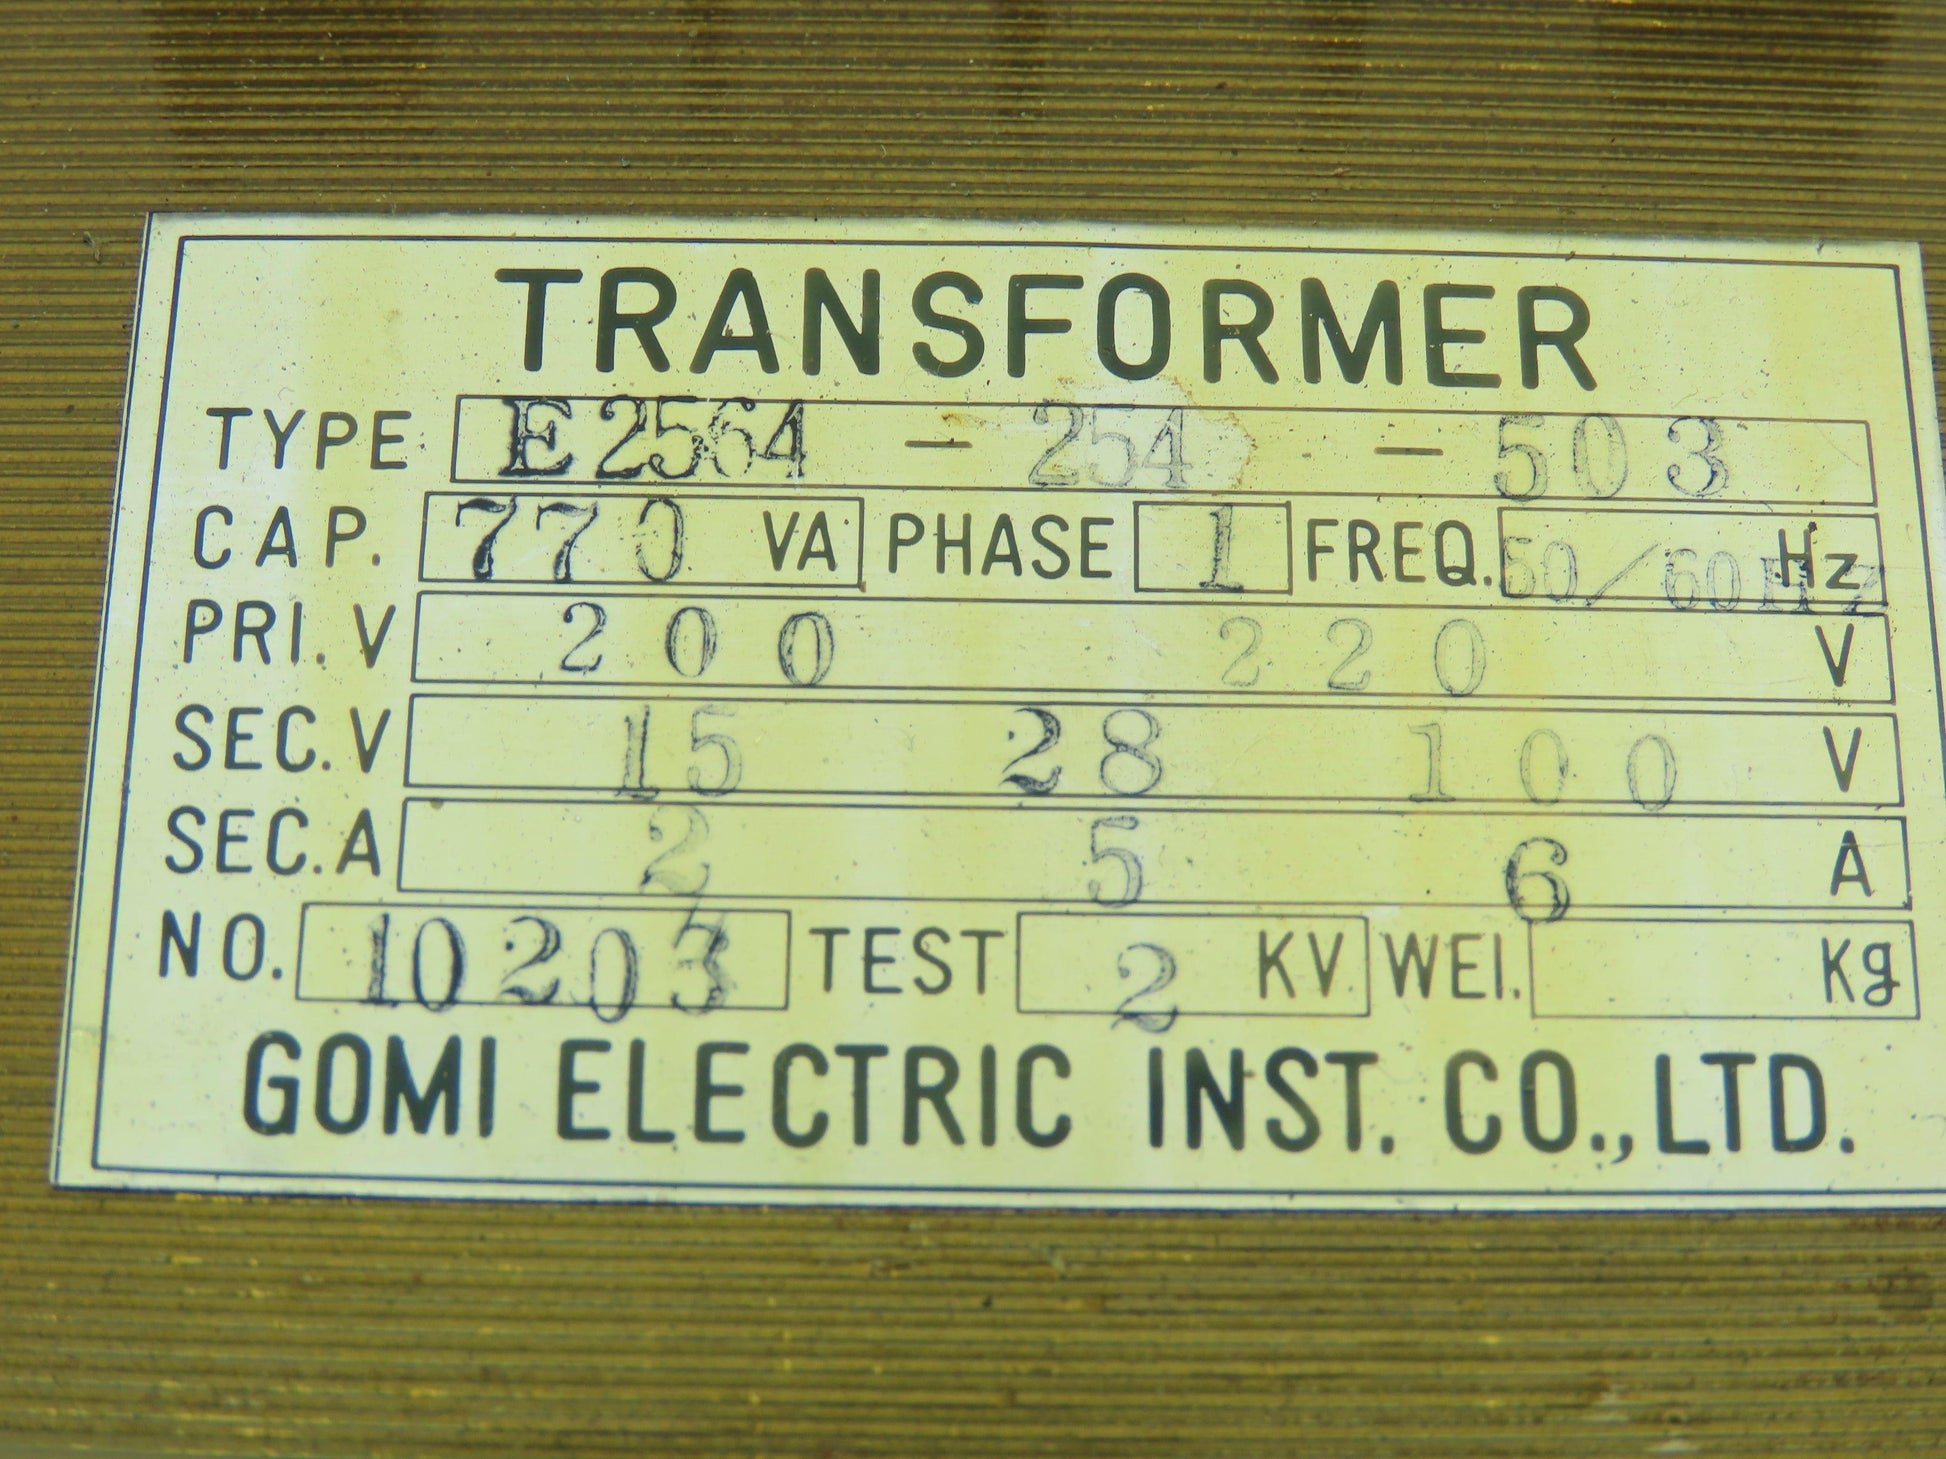 TRANSFORMER
TYPE E2564 - 254 - 503
CAP. 770 VA PHASE 1 FREQ. 50/60HZ Hz
PRI. V 200 220 V
SEC. V 15 28 100 V
SEC. A 2 5 6 A
NO. 10203 TEST 2 KV WEI. Kg
GOMI ELECTRIC INST. CO., LTD.